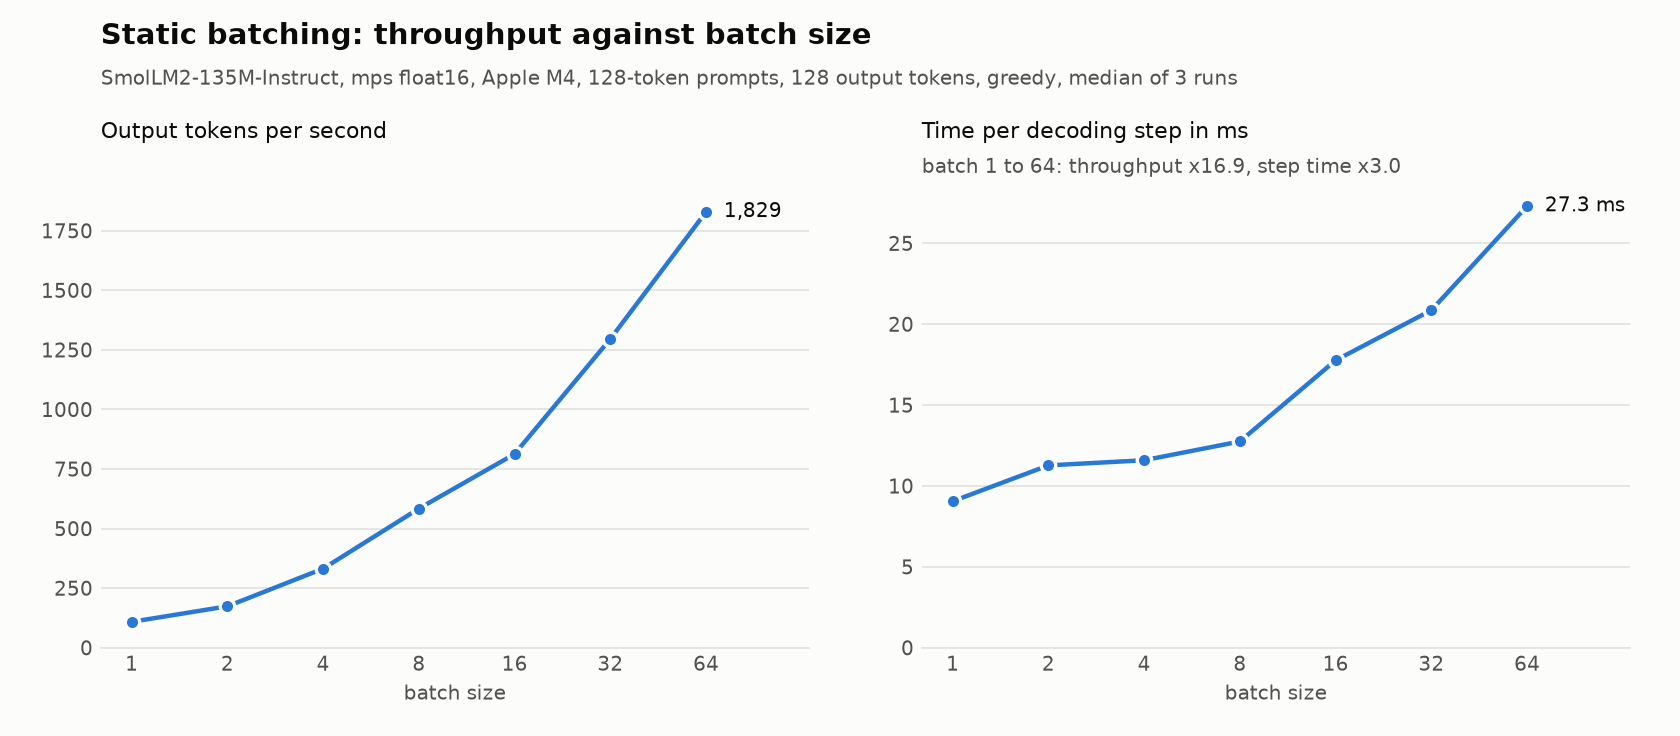 Static batching: throughput against batch size
SmolLM2-135M-Instruct, mps float16, Apple M4, 128-token prompts, 128 output tokens, greedy, median of 3 runs
Output tokens per second
1750
1500
1250
1000
750
500
250
0
1,829
1 2 4 8 16 32 64
batch size
Time per decoding step in ms
batch 1 to 64: throughput x16.9, step time x3.0
25
20
15
10
5
0
27.3 ms
1 2 4 8 16 32 64
batch size